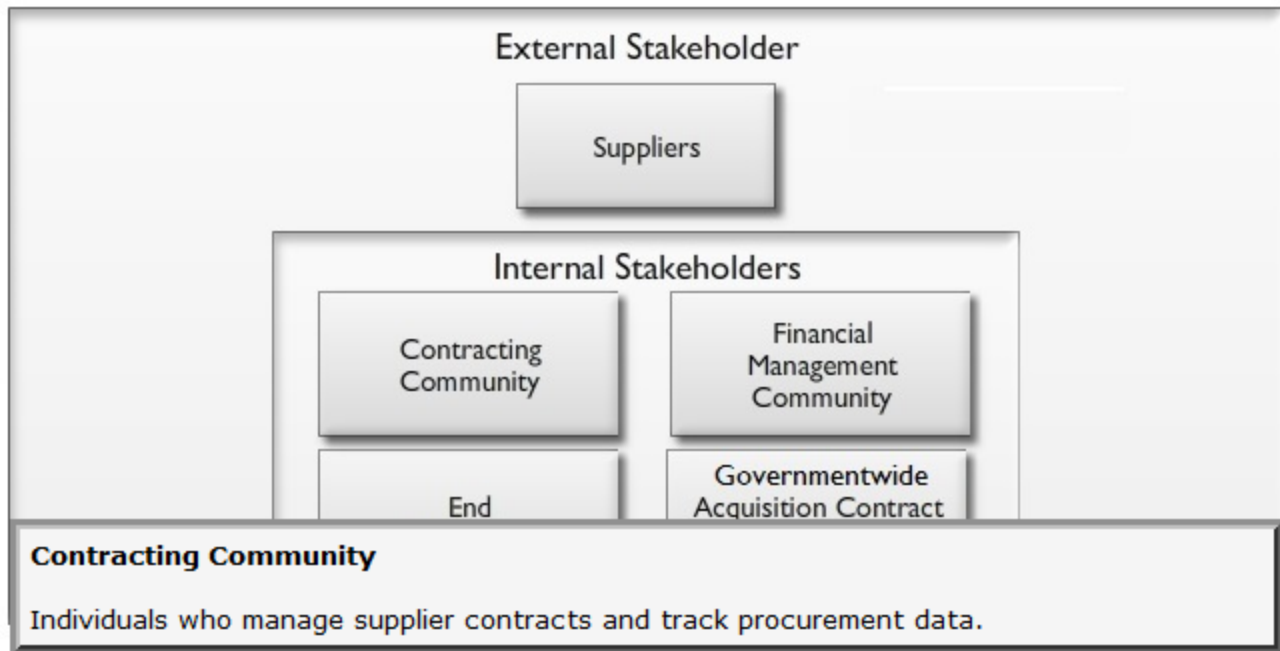 External Stakeholder
Suppliers
Internal Stakeholders
Contracting
Community
Financial
Management
Community
End
Governmentwide
Acquisition Contract
Contracting Community
Individuals who manage supplier contracts and track procurement data.